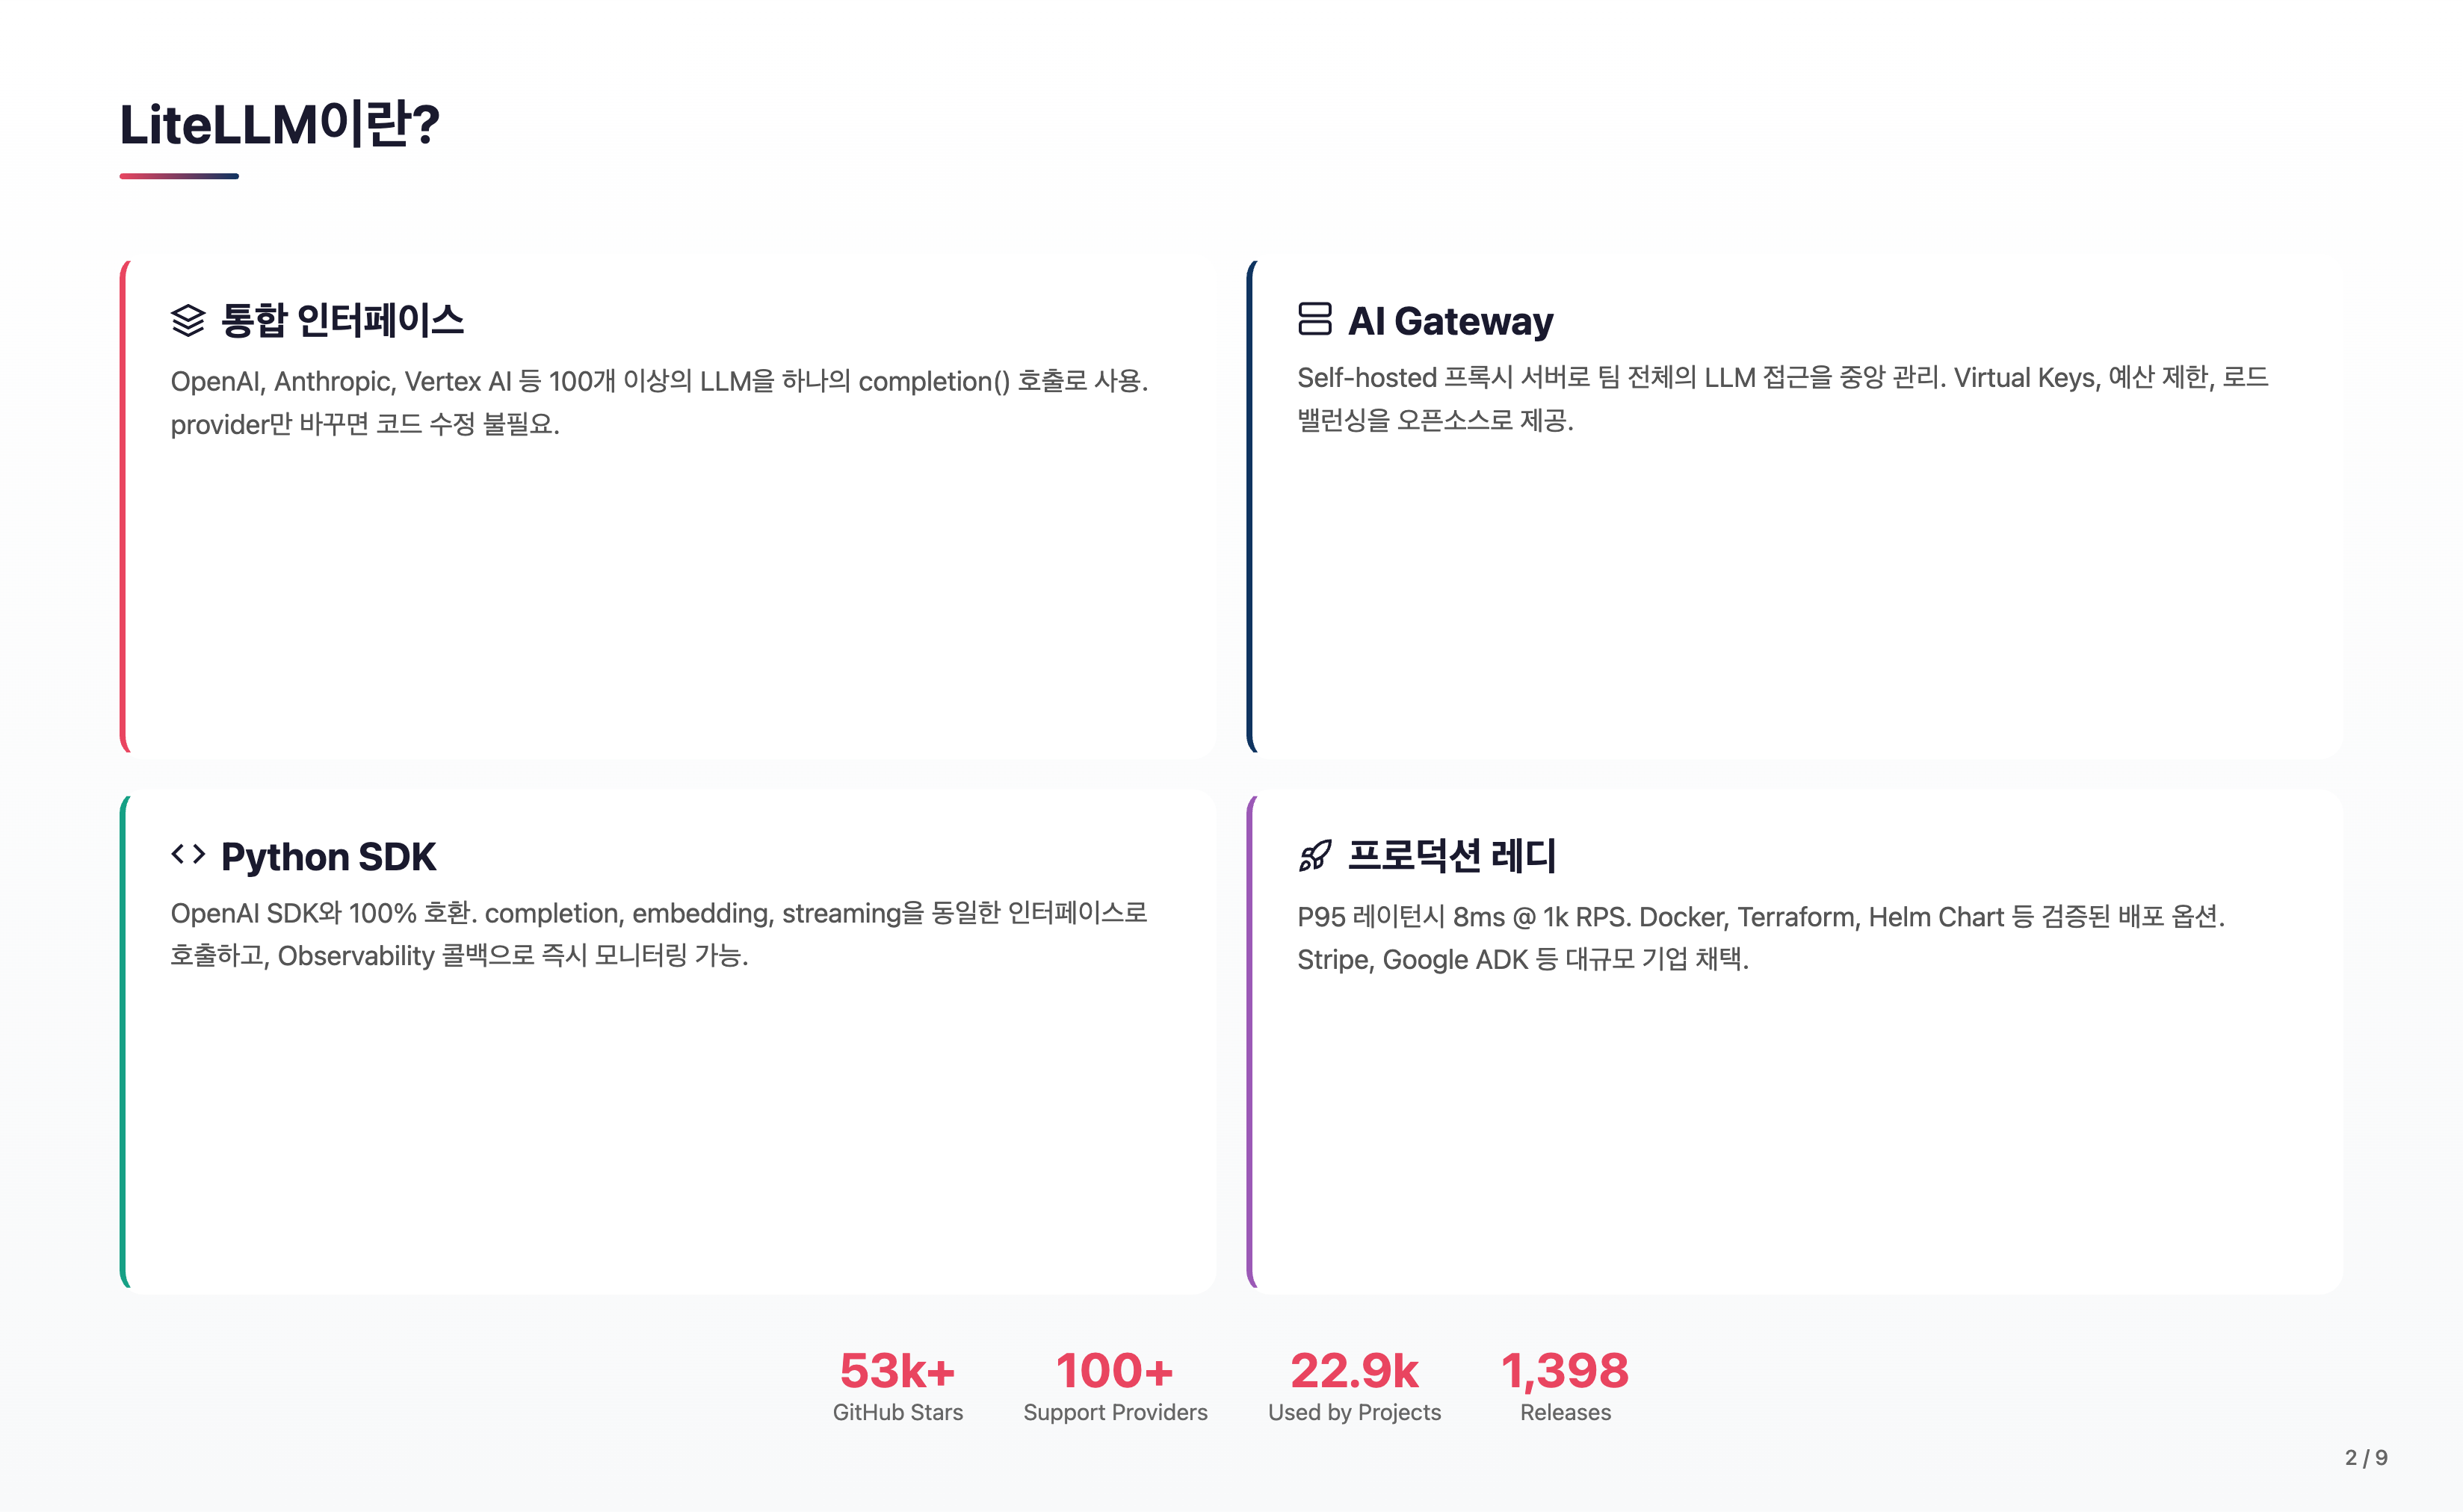 LiteLLM이란?
통합 인터페이스
OpenAI, Anthropic, Vertex AI 등 100개 이상의 LLM을 하나의 completion() 호출로 사용.
provider만 바꾸면 코드 수정 불필요.
AI Gateway
Self-hosted 프록시 서버로 팀 전체의 LLM 접근을 중앙 관리. Virtual Keys, 예산 제한, 로드
밸런싱을 오픈소스로 제공.
Python SDK
OpenAI SDK와 100% 호환. completion, embedding, streaming을 동일한 인터페이스로
호출하고, Observability 콜백으로 즉시 모니터링 가능.
프로덕션 레디
P95 레이턴시 8ms @ 1k RPS. Docker, Terraform, Helm Chart 등 검증된 배포 옵션.
Stripe, Google ADK 등 대규모 기업 채택.
53k+
GitHub Stars
100+
Support Providers
22.9k
Used by Projects
1,398
Releases
2 / 9